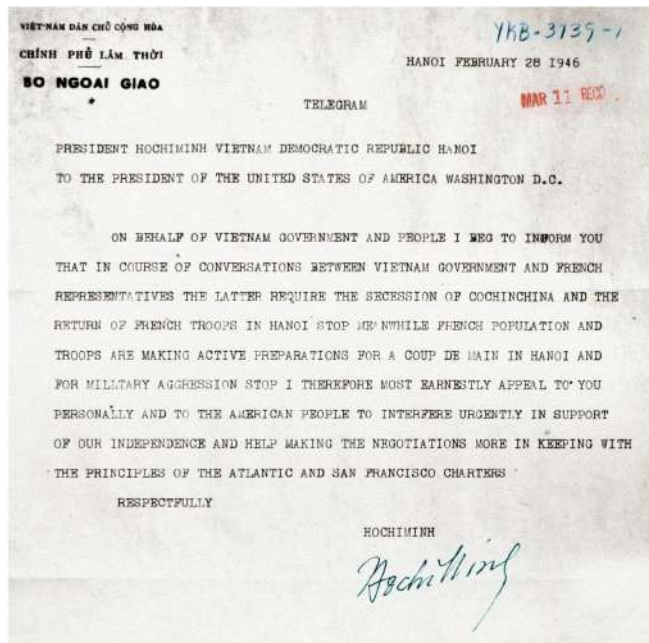 VIỆT-NAM DÂN CHỦ CỘNG HÒA
CHÍNH PHỦ LÂM THỜI
BO NGOAI GIAO
YKB-3739-1
HANOI FEBRUARY 28 1946
MAR 11 RECD
TELEGRAM
PRESIDENT HOCHIMINH VIETNAM DEMOCRATIC REPUBLIC HANOI
TO THE PRESIDENT OF THE UNITED STATES OF AMERICA WASHINGTON D.C.
ON BEHALF OF VIETNAM GOVERNMENT AND PEOPLE I BEG TO INFORM YOU
THAT IN COURSE OF CONVERSATIONS BETWEEN VIETNAM GOVERNMENT AND FRENCH
REPRESENTATIVES THE LATTER REQUIRE THE SECESSION OF COCHINCHINA AND THE
RETURN OF FRENCH TROOPS IN HANOI STOP MEANWHILE FRENCH POPULATION AND
TROOPS ARE MAKING ACTIVE PREPARATIONS FOR A COUP DE MAIN IN HANOI AND
FOR MILLTARY AGGRESSION STOP I THEREFORE MOST EARNESTLY APPEAL TO YOU
PERSONALLY AND TO THE AMERICAN PEOPLE TO INTERFERE URGENTLY IN SUPPORT
OF OUR INDEPENDENCE AND HELP MAKING THE NEGOTIATIONS MORE IN KEEPING WITH
THE PRINCIPLES OF THE ATLANTIC AND SAN FRANCISCO CHARTERS
RESPECTFULLY
HOCHIMINH
Hochiminh